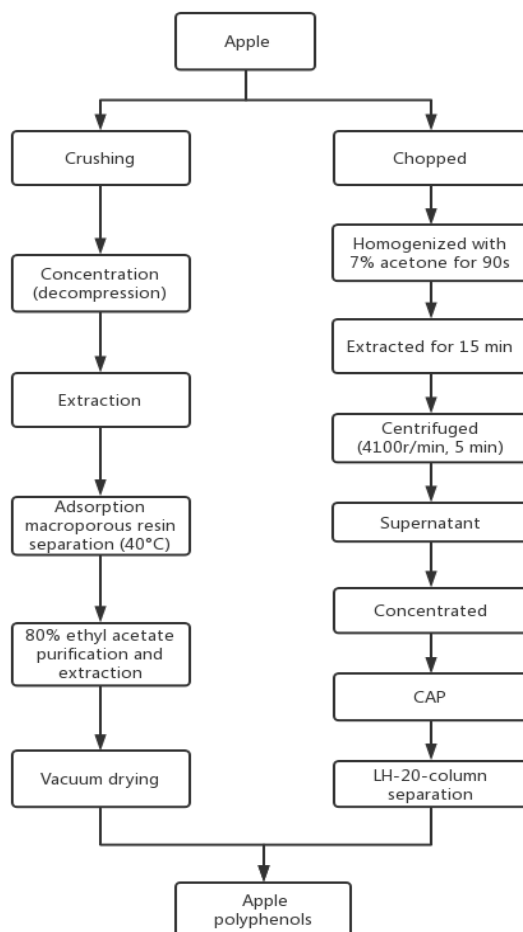 Apple
Crushing
Concentration
(decompression)
Extraction
Adsorption
macroporous resin
separation (40°C)
80% ethyl acetate
purification and
extraction
Vacuum drying
Chopped
Homogenized with
7% acetone for 90s
Extracted for 15 min
Centrifuged
(4100r/min, 5 min)
Supernatant
Concentrated
CAP
LH-20-column
separation
Apple
polyphenols